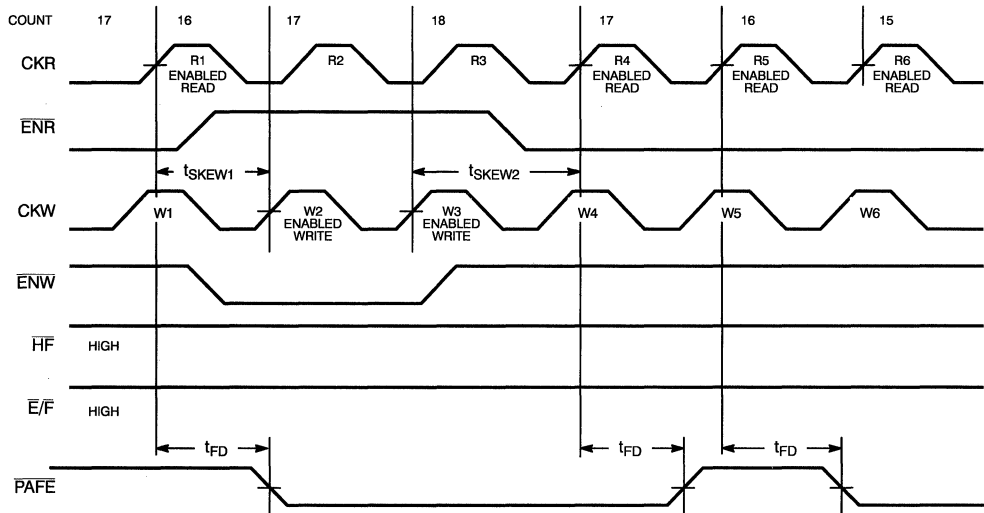 COUNT 17 16 17 18 17 16 15
CKR R1 R2 R3 R4 R5 R6
ENABLED ENABLED ENABLED ENABLED
READ READ READ READ
ENR
tSKEW1 tSKEW2
CKW W1 W2 W3 W4 W5 W6
ENABLED ENABLED
WRITE WRITE
ENW
HF HIGH
E/F HIGH
tFD tFD tFD
PAFE